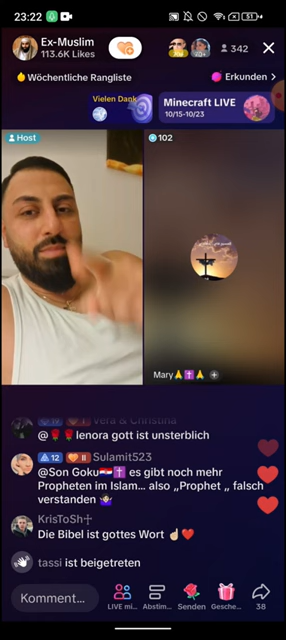 23:22
51
Ex-Muslim
113.6K Likes
342
Wöchentliche Rangliste
Erkunden >
Vielen Dank
Minecraft LIVE
10/15-10/23
Host
102
Mary🙏✝️🙏
Vera & Christina
@🌹🌹lenora gott ist unsterblich
12 II Sulamit523
@Son Goku🇭🇷✝️ es gibt noch mehr
Propheten im Islam... also „Prophet „ falsch
verstanden 🤷‍♀️
KrisToSh♱
Die Bibel ist gottes Wort ☝🏻❤️
tassi ist beigetreten
Komment...
LIVE mi...
Abstim...
Senden
Gesche...
38